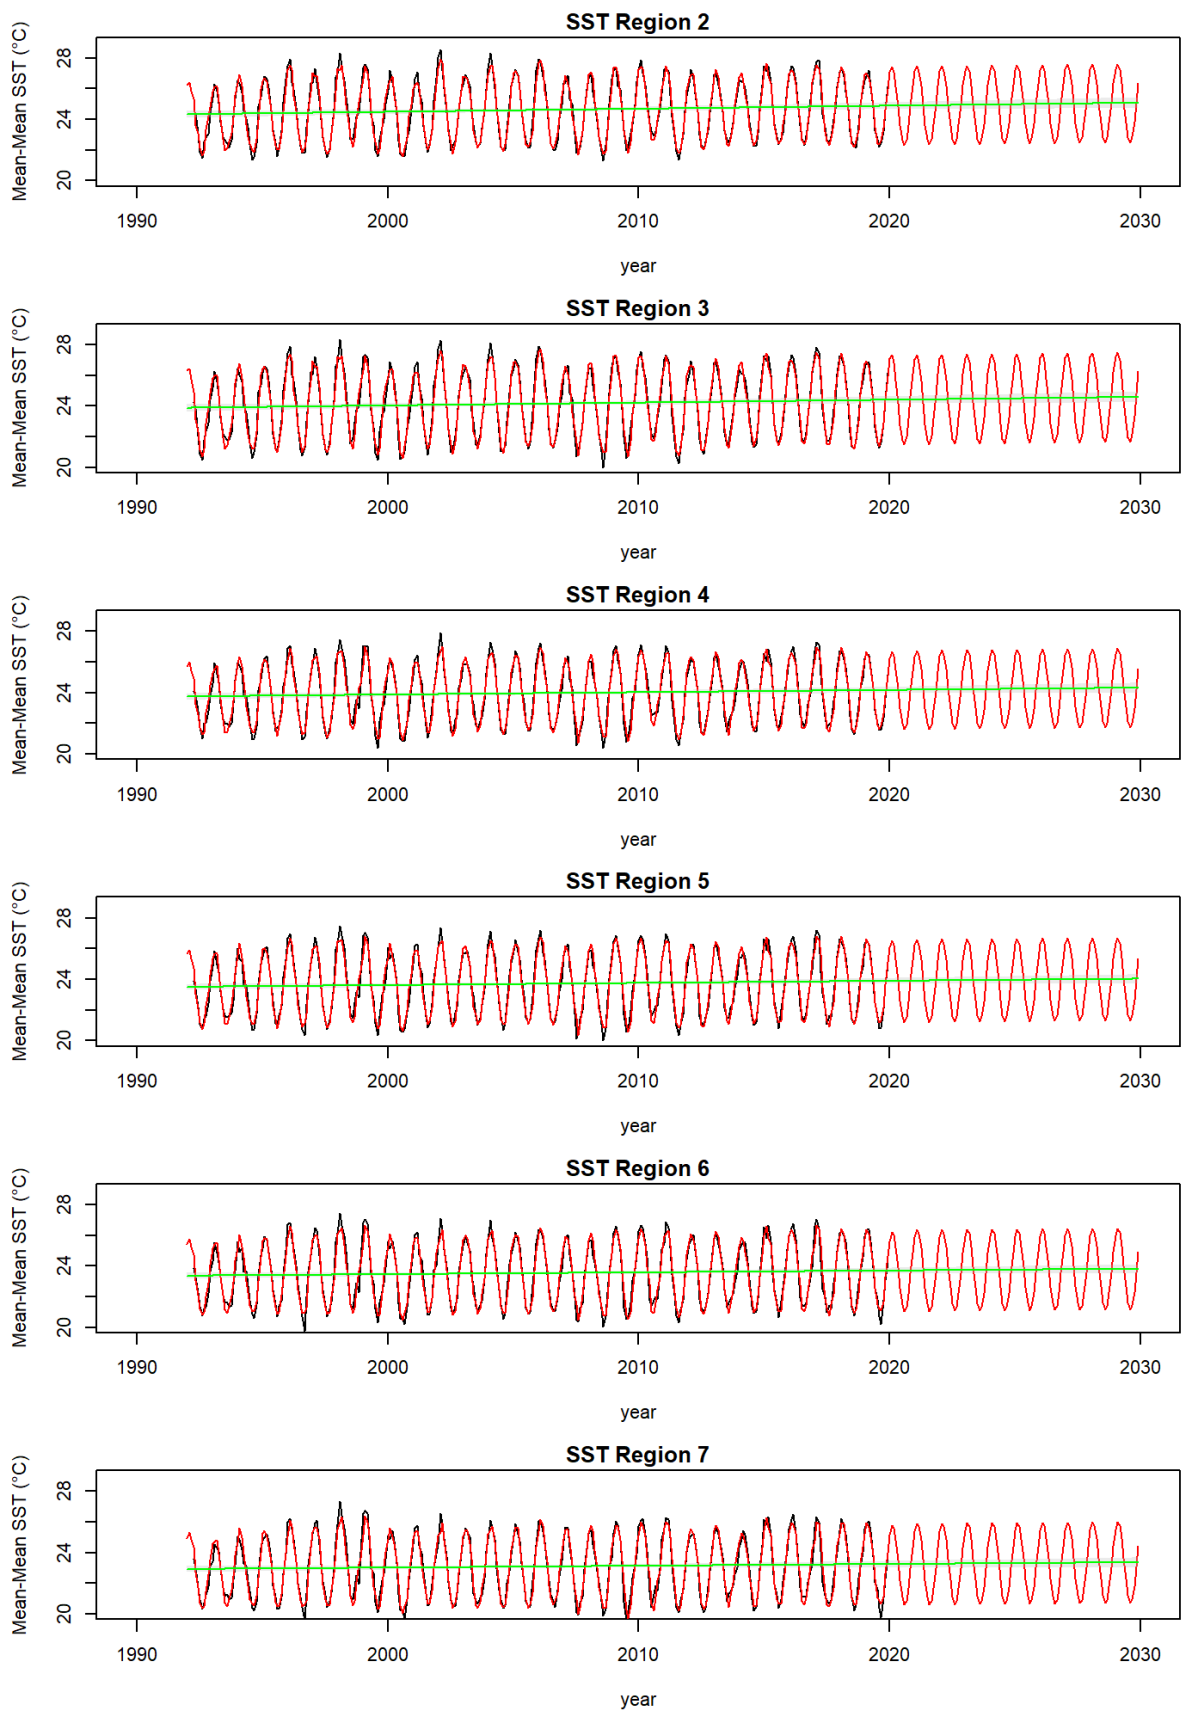 SST Region 2
Mean-Mean SST (°C)
28
24
20
1990 2000 2010 2020 2030
year
SST Region 3
Mean-Mean SST (°C)
28
24
20
1990 2000 2010 2020 2030
year
SST Region 4
Mean-Mean SST (°C)
28
24
20
1990 2000 2010 2020 2030
year
SST Region 5
Mean-Mean SST (°C)
28
24
20
1990 2000 2010 2020 2030
year
SST Region 6
Mean-Mean SST (°C)
28
24
20
1990 2000 2010 2020 2030
year
SST Region 7
Mean-Mean SST (°C)
28
24
20
1990 2000 2010 2020 2030
year